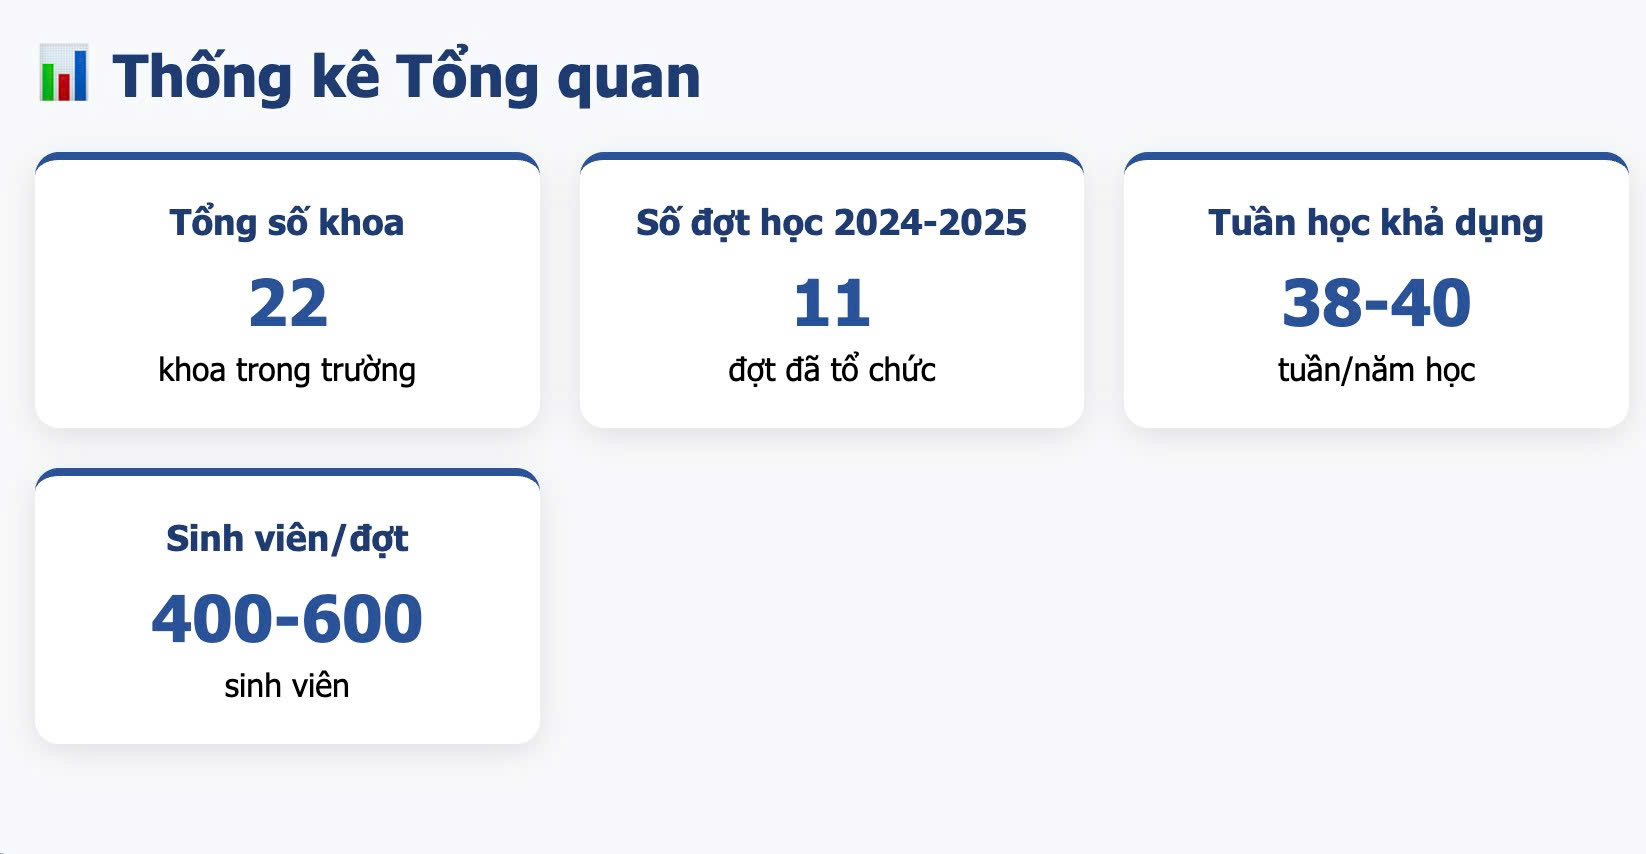 Thống kê Tổng quan
Tổng số khoa
22
khoa trong trường
Số đợt học 2024-2025
11
đợt đã tổ chức
Tuần học khả dụng
38-40
tuần/năm học
Sinh viên/đợt
400-600
sinh viên